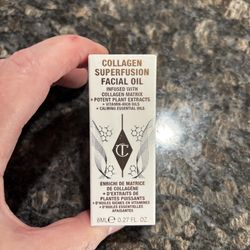 COLLAGEN
SUPERFUSION
FACIAL OIL
INFUSED WITH
COLLAGEN-MATRIX
+ POTENT PLANT EXTRACTS
+ VITAMIN-RICH OILS
+ CALMING ESSENTIAL OILS
CT
ENRICHI DE MATRICE
DE COLLAGÈNE
+ D'EXTRAITS DE
PLANTES PUISSANTS
+ D'HUILES RICHES EN VITAMINES
+ D'HUILES ESSENTIELLES
APAISANTES
8ML ℮ 0.27 FL. OZ.